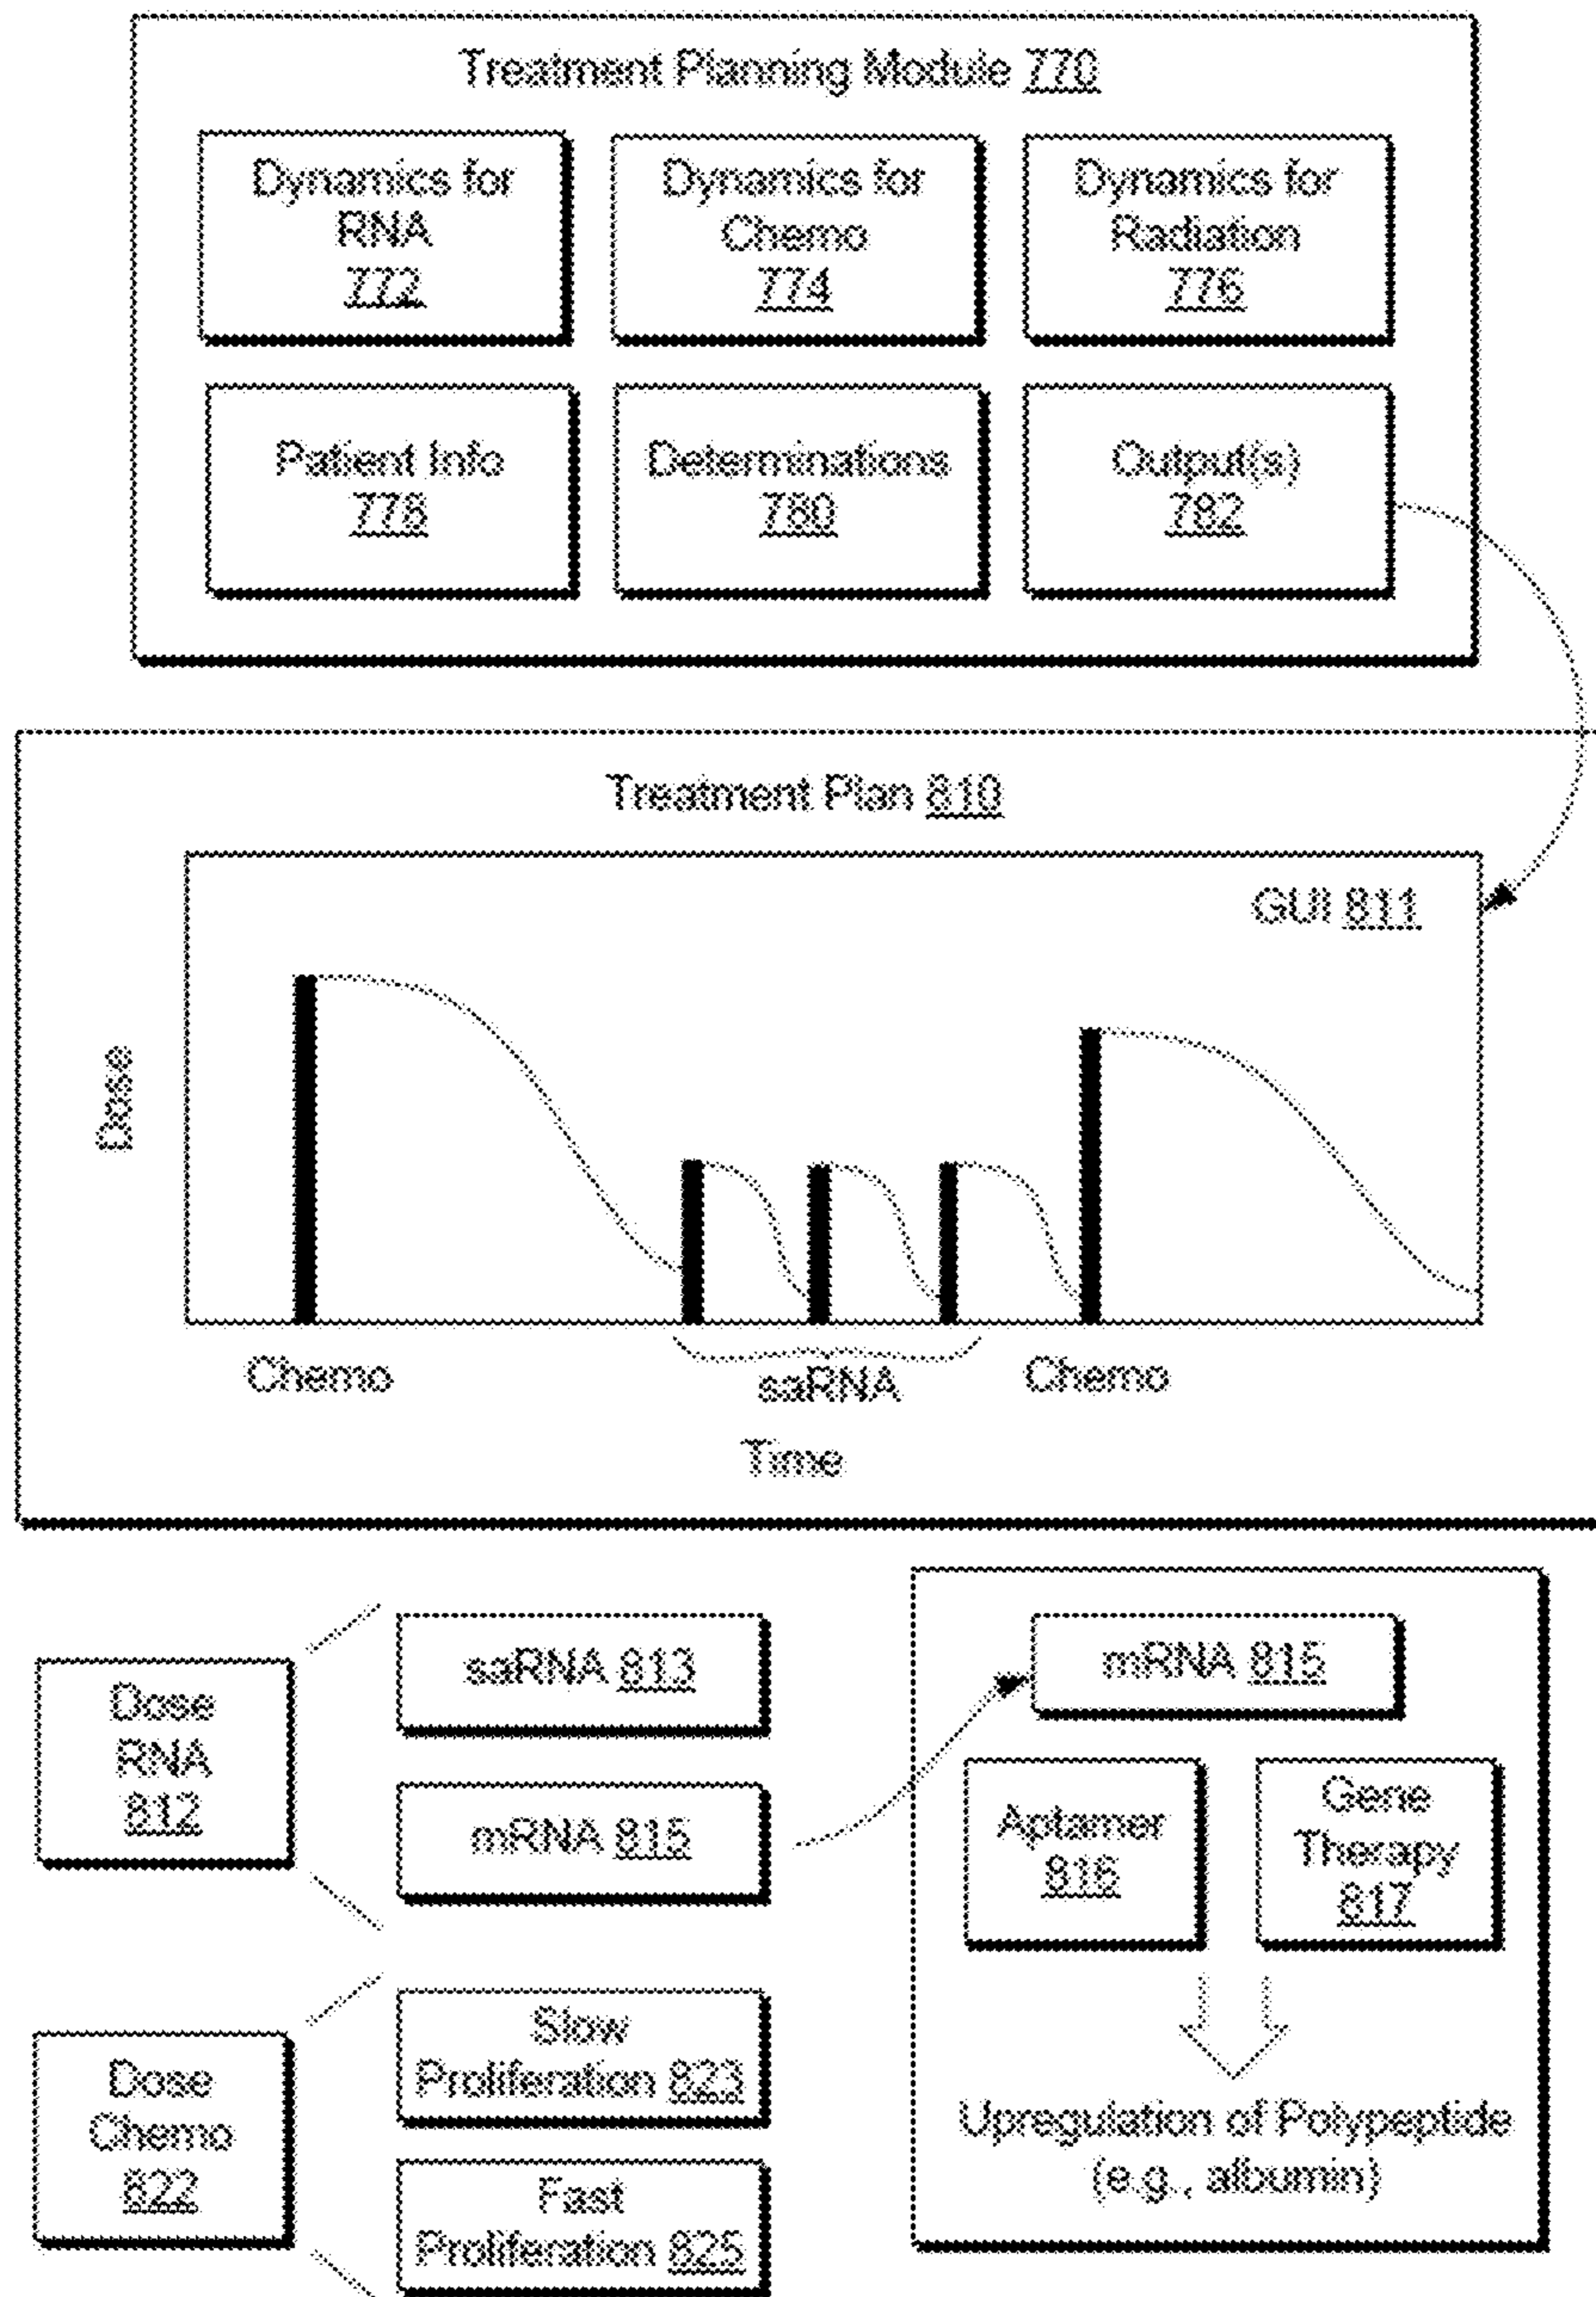 Treatment Planning Module 770
Dynamics for
RNA
772
Dynamics for
Chemo
774
Dynamics for
Radiation
776
Patient Info
778
Determinations
780
Output(s)
782
Treatment Plan 810
GUI 811
Dose
Chemo
saRNA
Chemo
Time
Dose
RNA
812
saRNA 813
mRNA 815
mRNA 815
Aptamer
816
Gene
Therapy
817
Upregulation of Polypeptide
(e.g., albumin)
Dose
Chemo
822
Slow
Proliferation 823
Fast
Proliferation 825